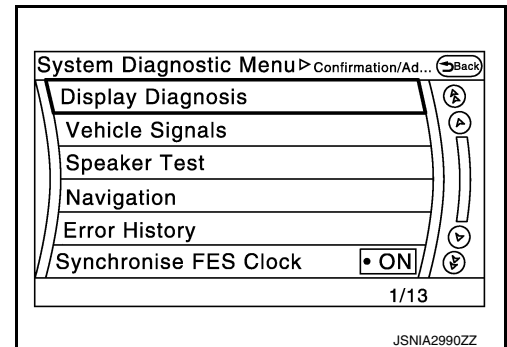 System Diagnostic Menu ▷ Confirmation/Ad... Back
Display Diagnosis
Vehicle Signals
Speaker Test
Navigation
Error History
Synchronise FES Clock • ON
1/13
JSNIA2990ZZ